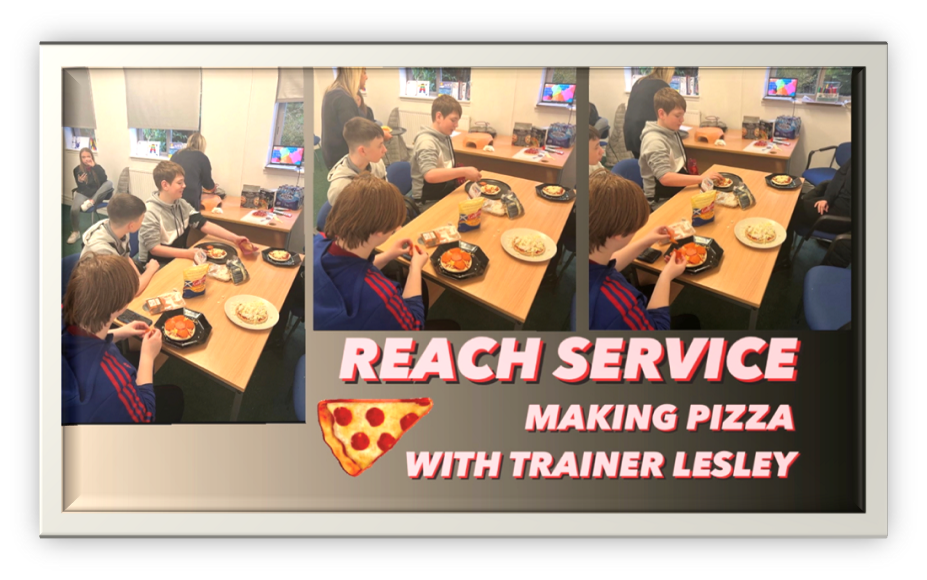 REACH SERVICE
MAKING PIZZA
WITH TRAINER LESLEY